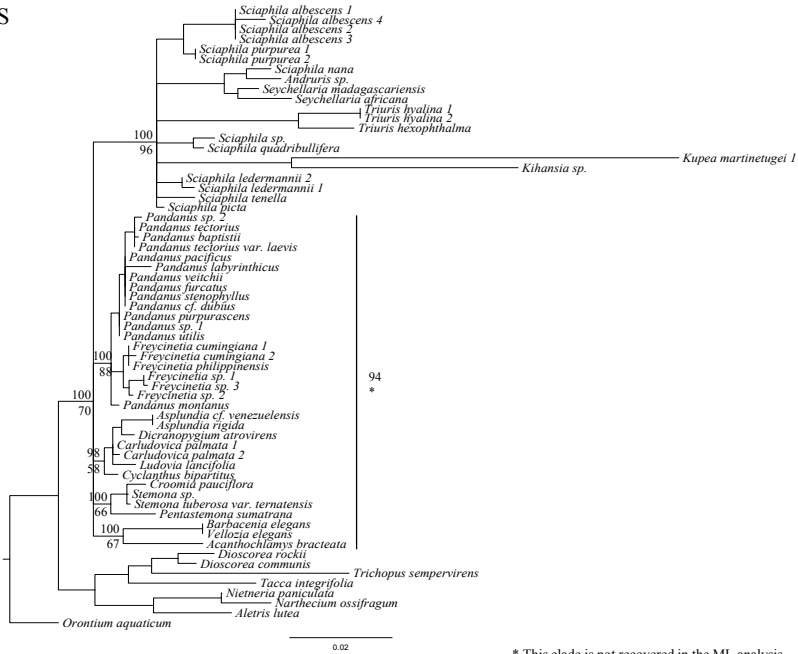 S
Sciaphila albescens 1
Sciaphila albescens 4
Sciaphila albescens 2
Sciaphila albescens 3
Sciaphila purpurea 1
Sciaphila purpurea 2
Sciaphila nana
Andruris sp.
Seychellaria madagascariensis
Seychellaria africana
Triuris hyalina 1
Triuris hyalina 2
Triuris hexophthalma
100
96
Sciaphila sp.
Sciaphila quadribullifera
Kupea martinetugei 1
Kihansia sp.
Sciaphila ledermannii 2
Sciaphila ledermannii 1
Sciaphila tenella
Sciaphila picta
Pandanus sp. 2
Pandanus tectorius
Pandanus baptistii
Pandanus tectorius var. laevis
Pandanus pacificus
Pandanus labyrinthicus
Pandanus veitchii
Pandanus furcatus
Pandanus stenophyllus
Pandanus cf. dubius
Pandanus purpurascens
Pandanus sp. 1
Pandanus utilis
Freycinetia cumingiana 1
100
Freycinetia cumingiana 2
Freycinetia philippinensis
88
Freycinetia sp. 1
94
Freycinetia sp. 3
*
Freycinetia sp. 2
100
Pandanus montanus
70
Asplundia cf. venezuelensis
Asplundia rigida
Dicranopygium atrovirens
Carludovica palmata 1
98
Carludovica palmata 2
Ludovia lancifolia
58
Cyclanthus bipartitus
Croomia pauciflora
100
Stemona sp.
Stemona tuberosa var. ternatensis
66
Pentastemona sumatrana
100
Barbacenia elegans
Vellozia elegans
67
Acanthochlamys bracteata
Dioscorea rockii
Dioscorea communis
Trichopus sempervirens
Tacca integrifolia
Nietneria paniculata
Narthecium ossifragum
Aletris lutea
Orontium aquaticum
0.02
* This clade is not recovered in the ML analysis